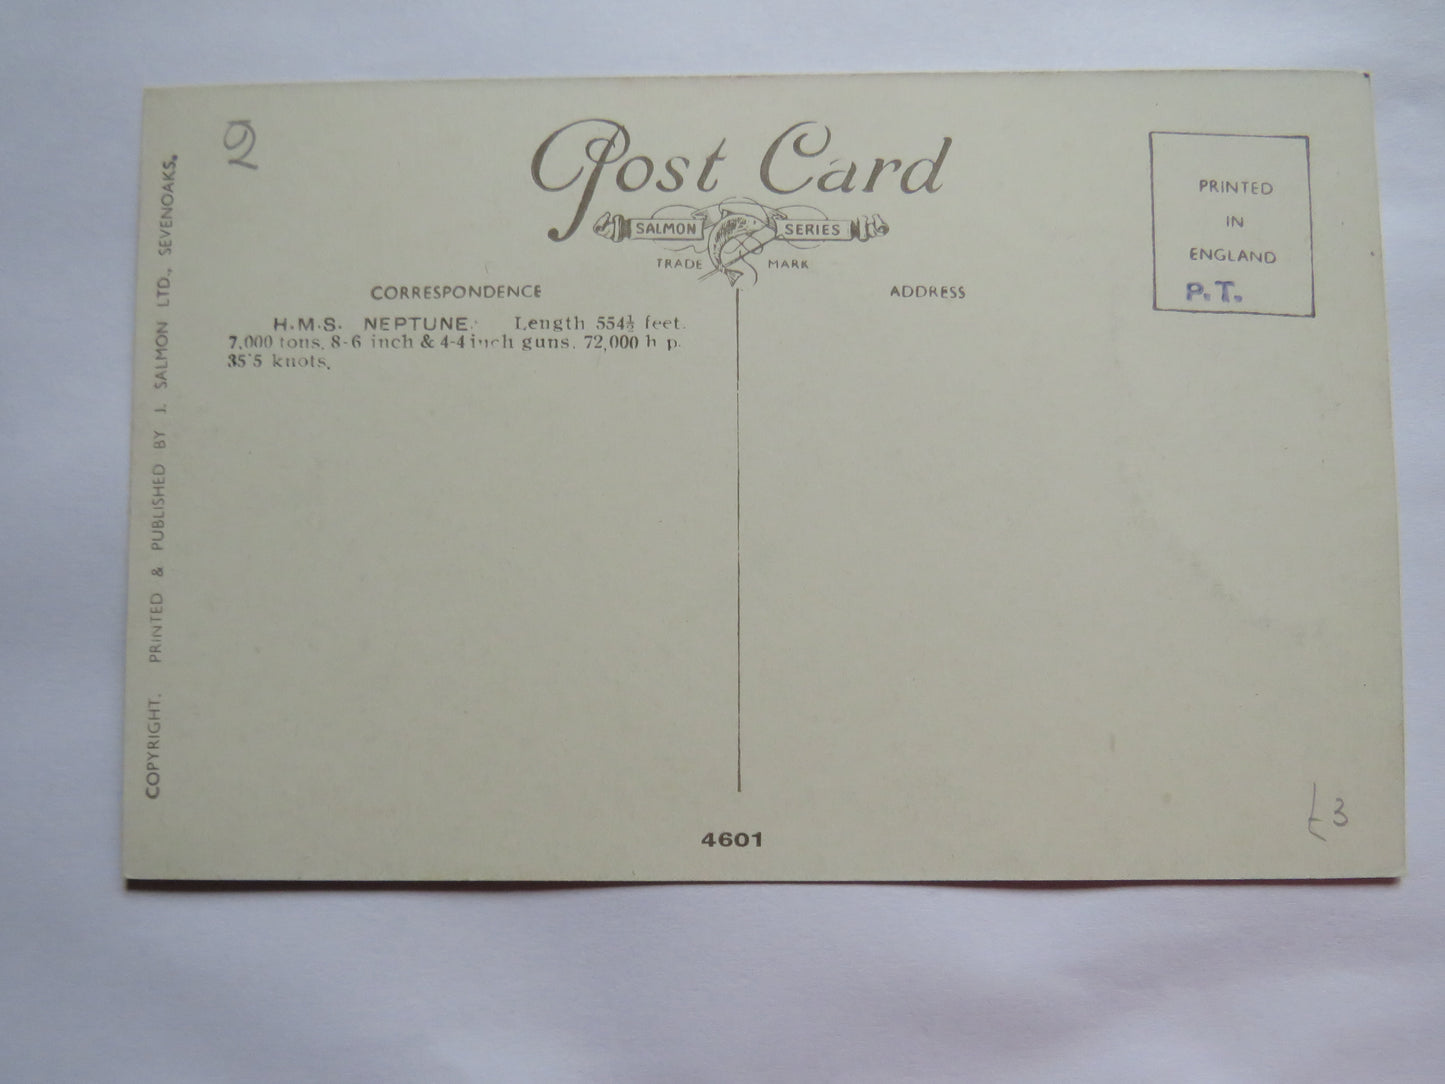 2
Post Card
SALMON SERIES
TRADE MARK
PRINTED
IN
ENGLAND
P.T.
CORRESPONDENCE
ADDRESS
H.M.S. NEPTUNE. Length 554½ feet.
7,000 tons. 8-6 inch & 4-4 inch guns. 72,000 h p.
35·5 knots.
COPYRIGHT. PRINTED & PUBLISHED BY J. SALMON LTD., SEVENOAKS.
4601
£3